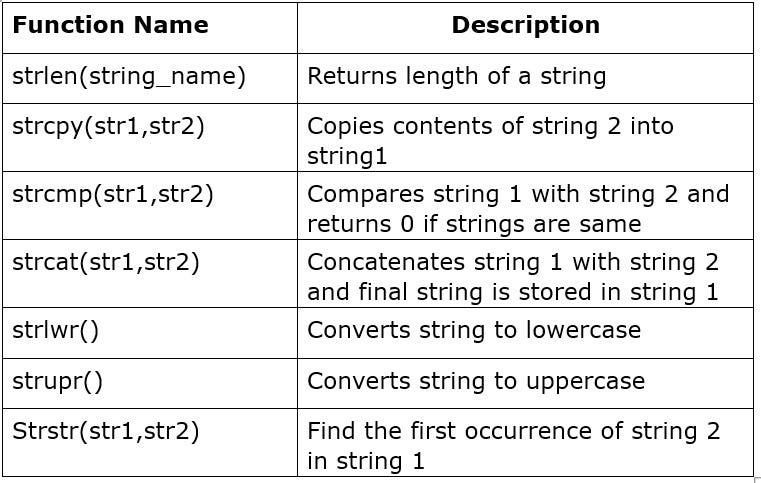 Function Name
Description
strlen(string_name)
Returns length of a string
strcpy(str1,str2)
Copies contents of string 2 into
string1
strcmp(str1,str2)
Compares string 1 with string 2 and
returns 0 if strings are same
strcat(str1,str2)
Concatenates string 1 with string 2
and final string is stored in string 1
strlwr()
Converts string to lowercase
strupr()
Converts string to uppercase
Strstr(str1,str2)
Find the first occurrence of string 2
in string 1